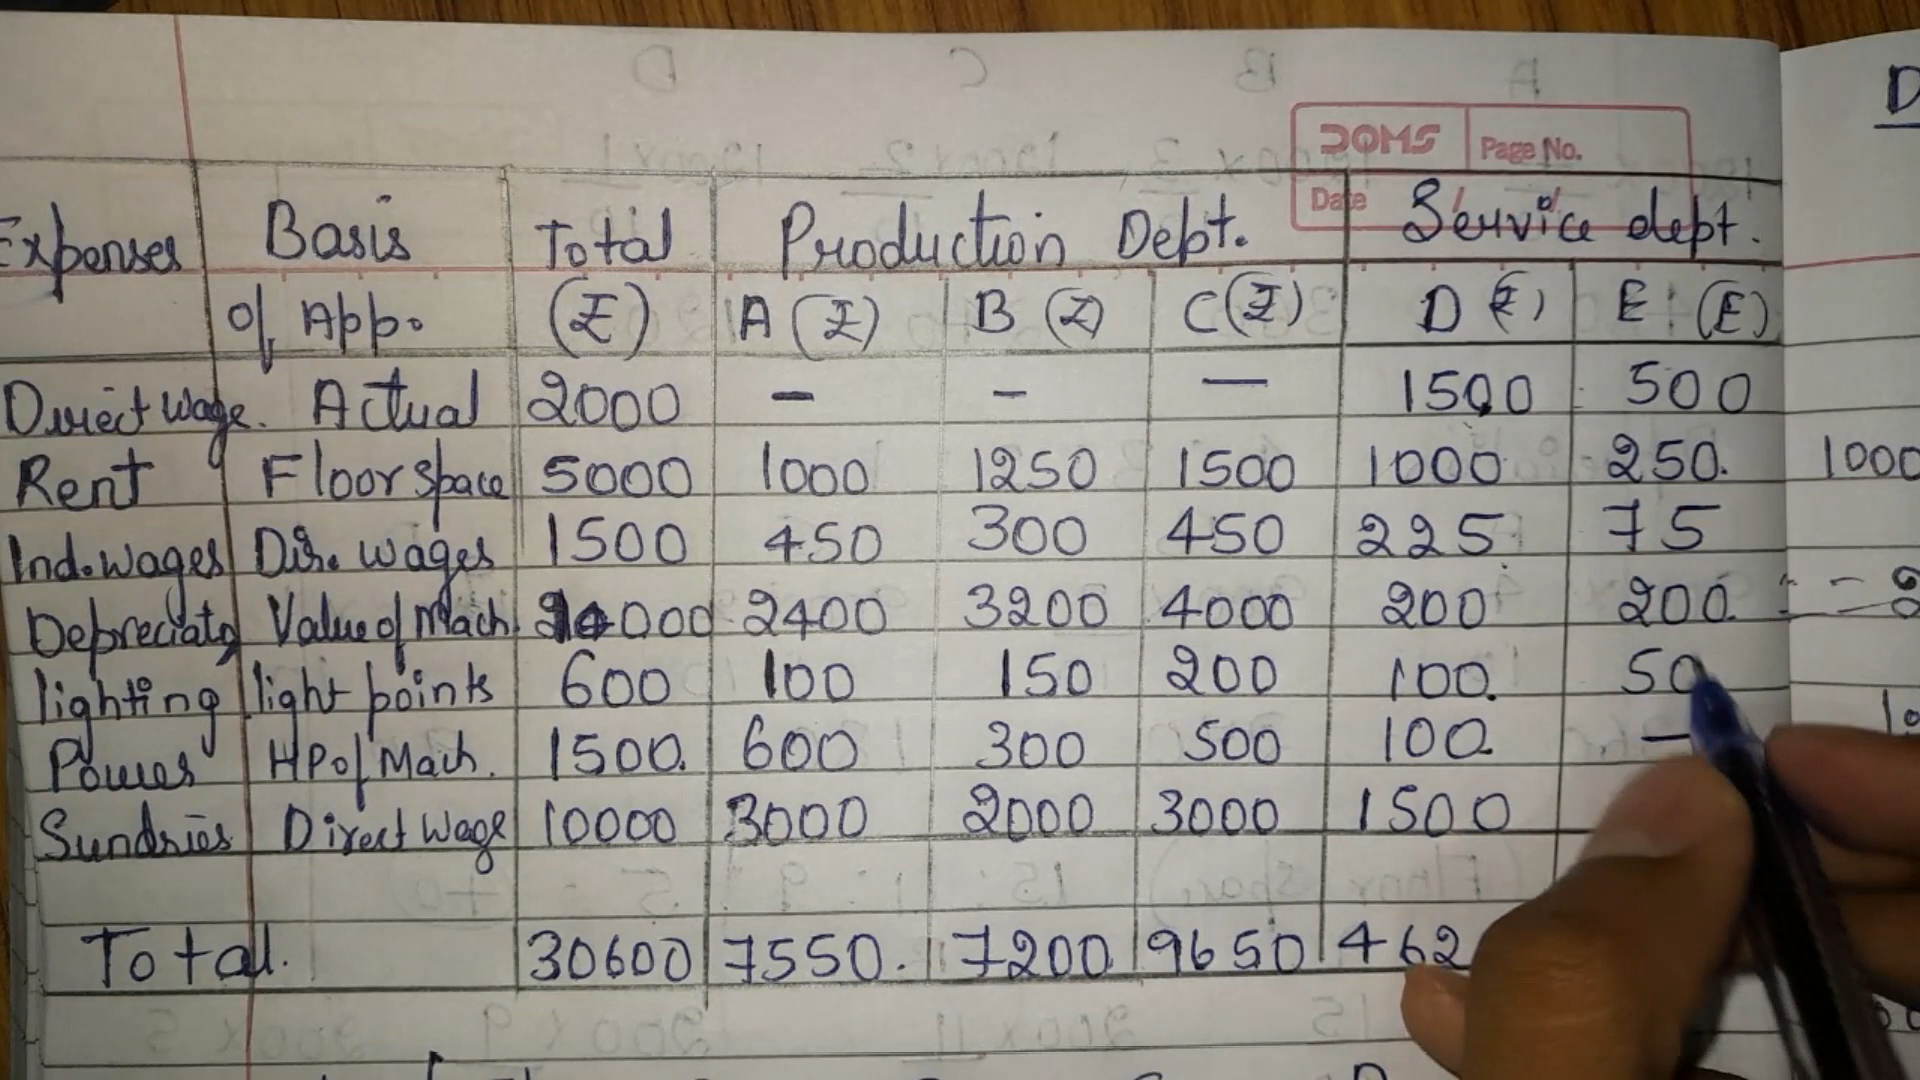 DOMS Page No.
Date
Expenses Basis Total Production Dept. Service dept.
of App. (₹) A (₹) B (₹) C (₹) D (₹) E (₹)
Direct wage. Actual 2000 - - - 1500 500
Rent Floor space 5000 1000 1250 1500 1000 250. 1000
Ind. wages Dir. wages 1500 450 300 450 225 75
Depreciatn Value of Mach 000 2400 3200 4000 200 200
lighting light points 600 100 150 200 100. 50
Power HP of Mach. 1500. 600 300 500 100 -
Sundries Direct Wage 10000 3000 2000 3000 1500
Total. 30600 7550. 7200 9650 462